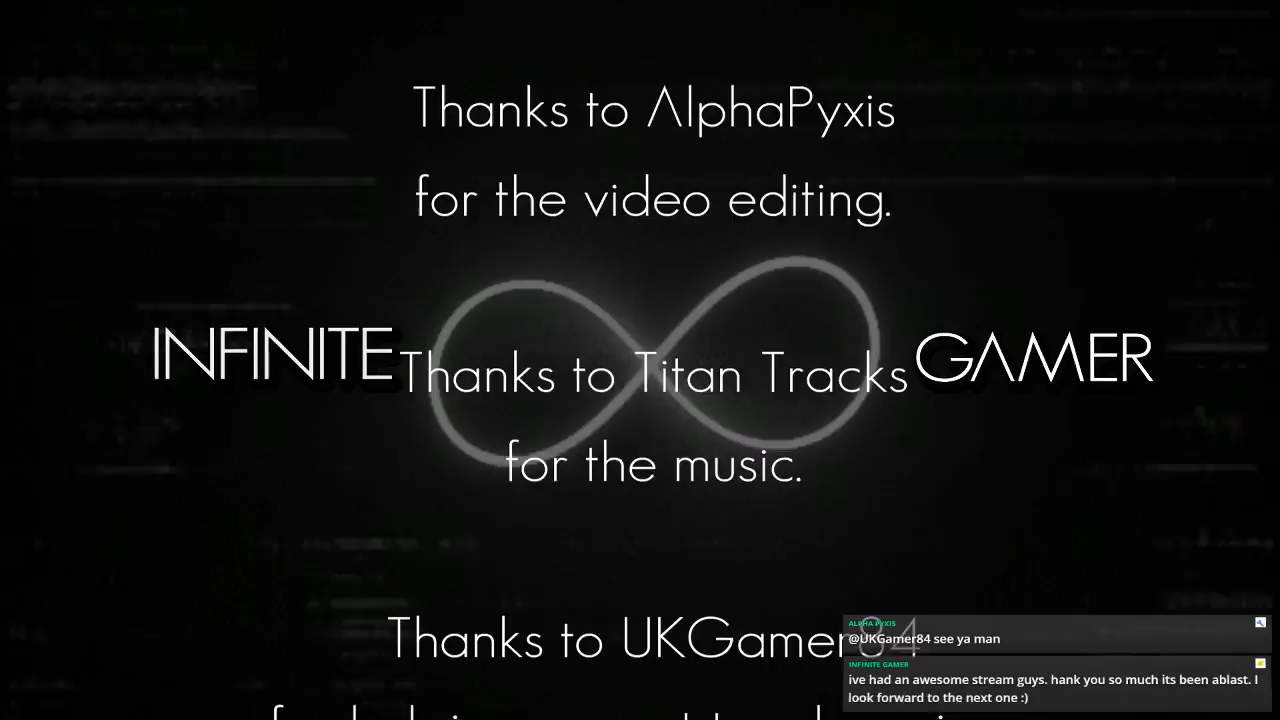 Thanks to AlphaPyxis
for the video editing.
INFINITE
Thanks to Titan Tracks
GAMER
for the music.
Thanks to UKGamer84
ALPHA PYXIS
@UKGamer84 see ya man
INFINITE GAMER
ive had an awesome stream guys. hank you so much its been ablast. I
look forward to the next one :)